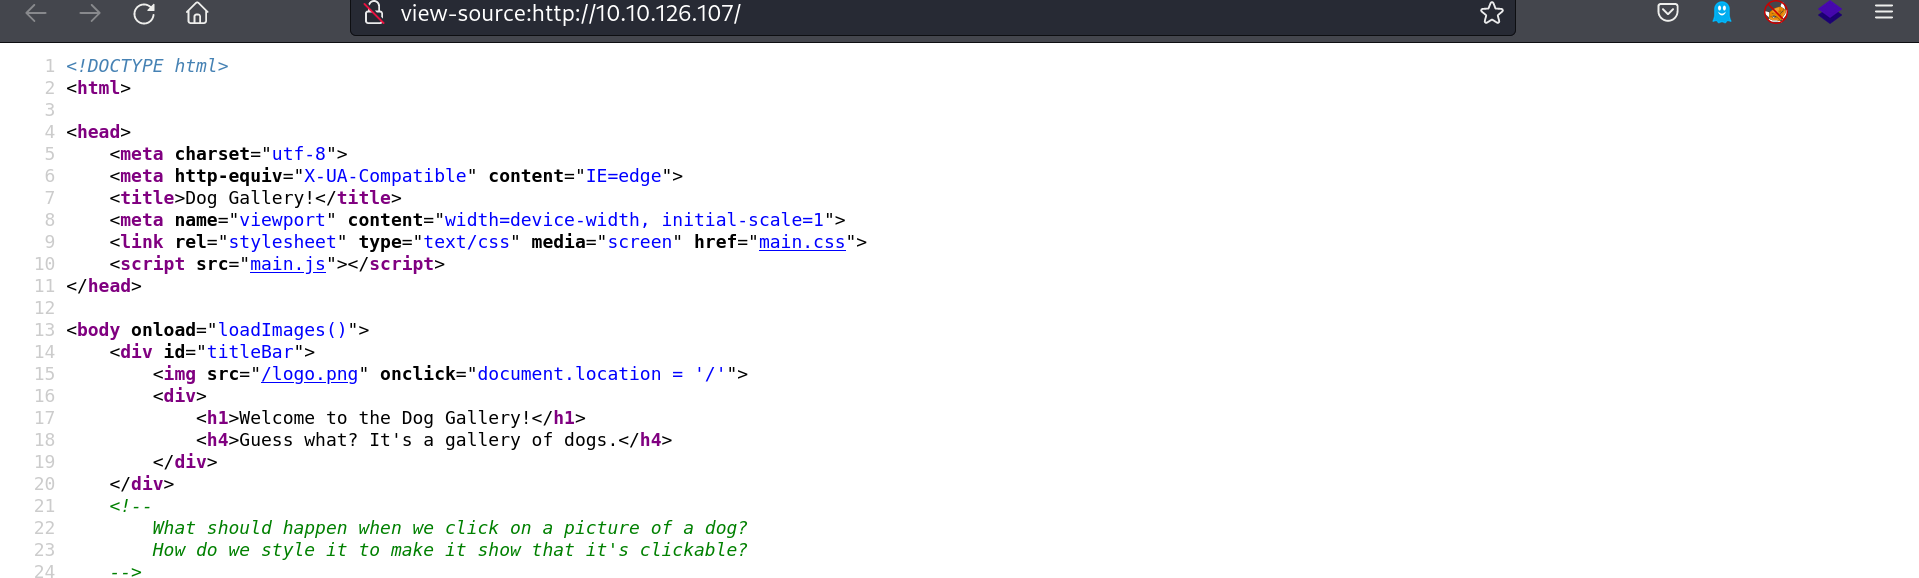 view-source:http://10.10.126.107/
1 <!DOCTYPE html>
2 <html>
3
4 <head>
5     <meta charset="utf-8">
6     <meta http-equiv="X-UA-Compatible" content="IE=edge">
7     <title>Dog Gallery!</title>
8     <meta name="viewport" content="width=device-width, initial-scale=1">
9     <link rel="stylesheet" type="text/css" media="screen" href="main.css">
10     <script src="main.js"></script>
11 </head>
12
13 <body onload="loadImages()">
14     <div id="titleBar">
15         <img src="/logo.png" onclick="document.location = '/'">
16         <div>
17             <h1>Welcome to the Dog Gallery!</h1>
18             <h4>Guess what? It's a gallery of dogs.</h4>
19         </div>
20     </div>
21     <!--
22         What should happen when we click on a picture of a dog?
23         How do we style it to make it show that it's clickable?
24     -->